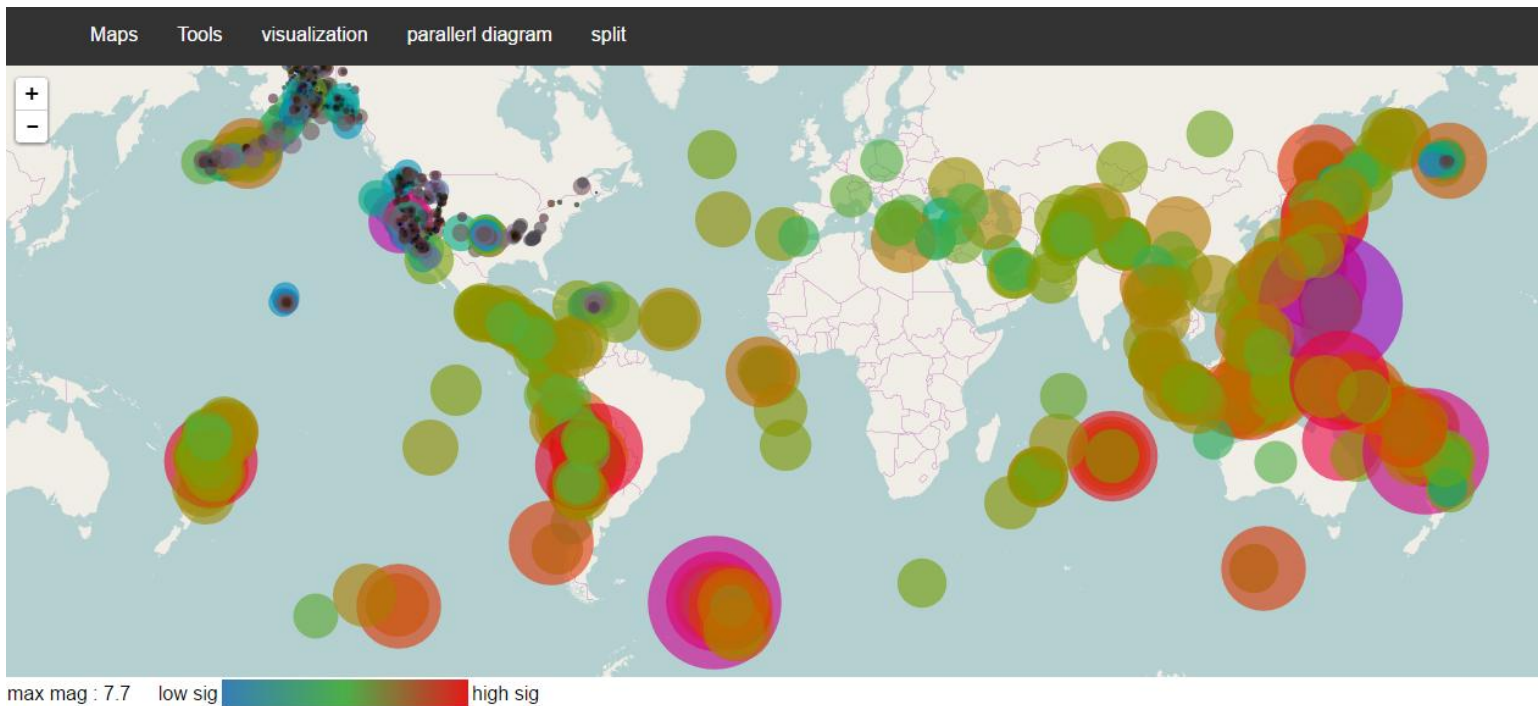 Maps Tools visualization parallerl diagram split
+
−
max mag : 7.7 low sig high sig